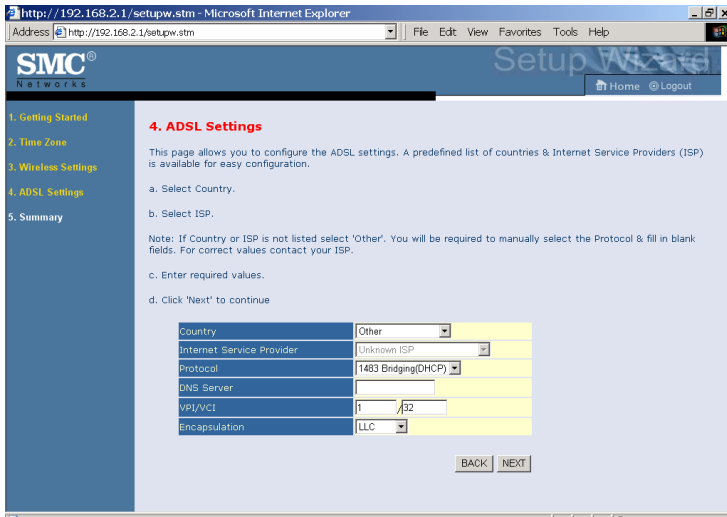 http://192.168.2.1/setupw.stm - Microsoft Internet Explorer
Address http://192.168.2.1/setupw.stm File Edit View Favorites Tools Help
SMC®
Networks
Setup Wizard
Home Logout
1. Getting Started
2. Time Zone
3. Wireless Settings
4. ADSL Settings
5. Summary
4. ADSL Settings
This page allows you to configure the ADSL settings. A predefined list of countries & Internet Service Providers (ISP)
is available for easy configuration.
a. Select Country.
b. Select ISP.
Note: If Country or ISP is not listed select 'Other'. You will be required to manually select the Protocol & fill in blank
fields. For correct values contact your ISP.
c. Enter required values.
d. Click 'Next' to continue
Country Other
Internet Service Provider Unknown ISP
Protocol 1483 Bridging(DHCP)
DNS Server
VPI/VCI 1 /32
Encapsulation LLC
BACK NEXT